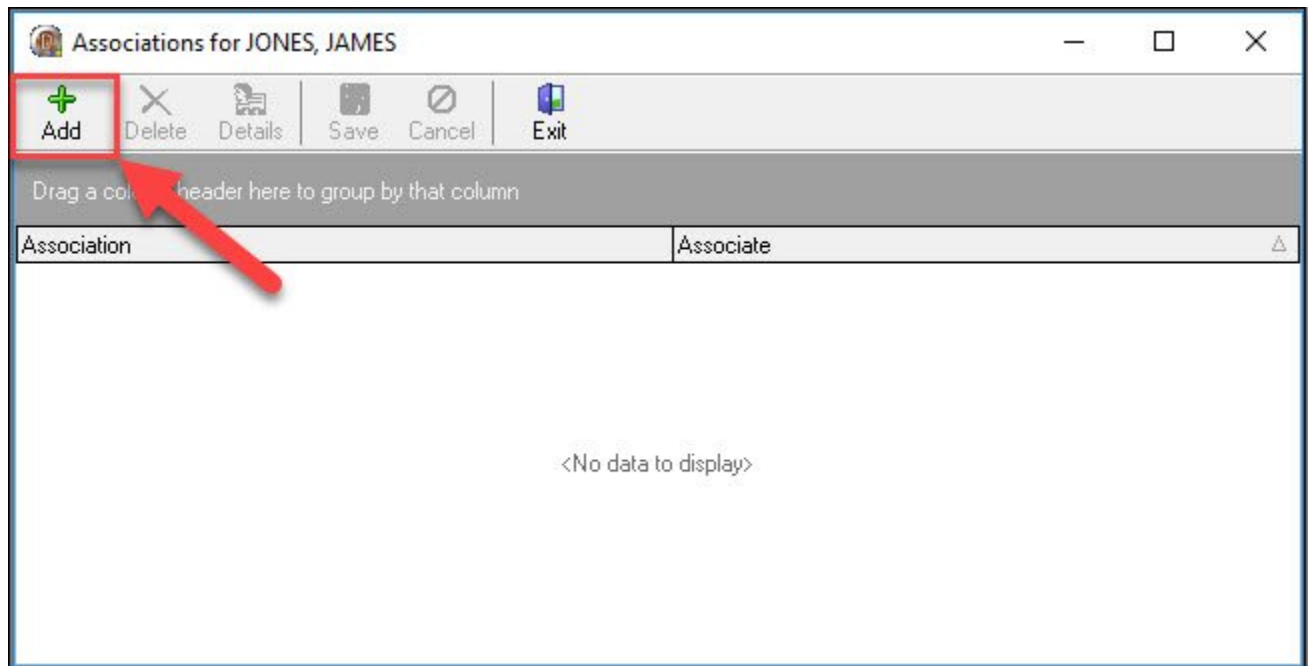 Associations for JONES, JAMES
Add Delete Details Save Cancel Exit
Drag a header here to group by that column
Association Associate
<No data to display>